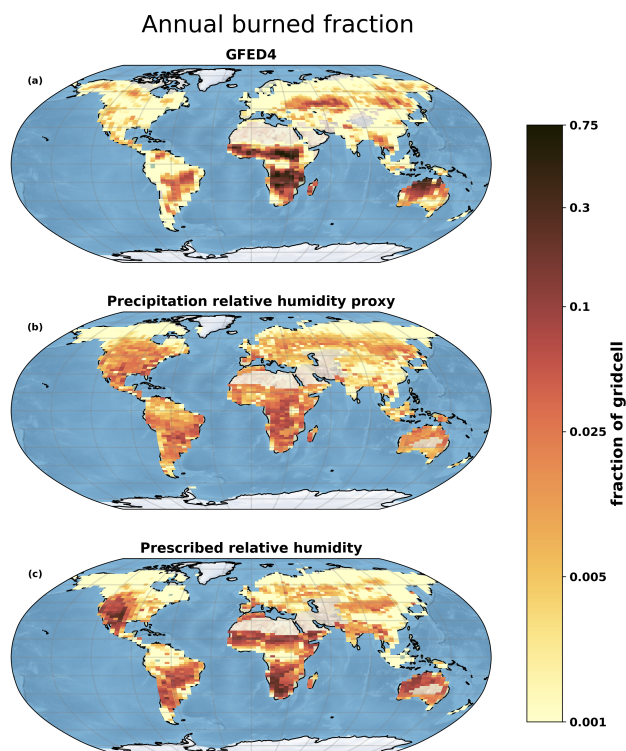 Annual burned fraction
GFED4
(a)
Precipitation relative humidity proxy
(b)
Prescribed relative humidity
(c)
0.75
0.3
0.1
0.025
0.005
0.001
fraction of gridcell